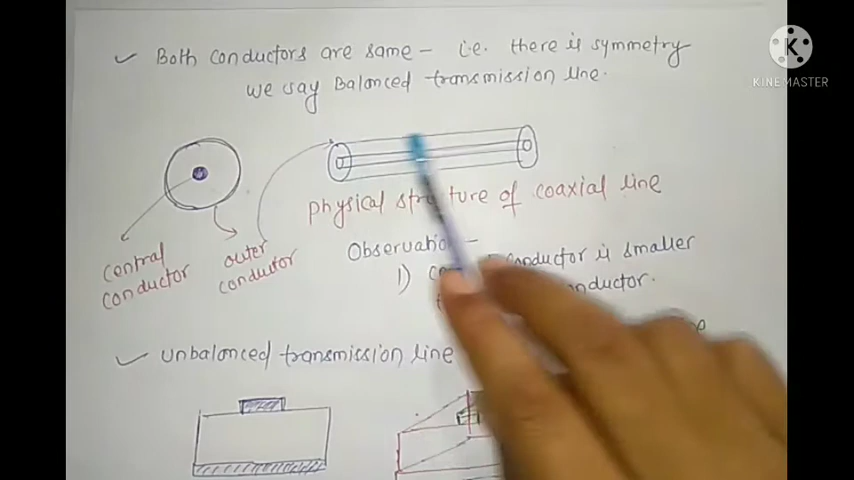 Both conductors are same - i.e. there is symmetry
we say Balanced transmission line.
physical structure of coaxial line
central
conductor
outer
conductor
Observation -
1) conductor is smaller
conductor.
unbalanced transmission line
K
KINEMASTER